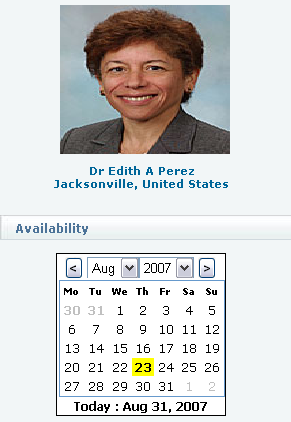 Dr Edith A Perez
Jacksonville, United States
Availability
< Aug 2007 >
Mo Tu We Th Fr Sa Su
30 31 1 2 3 4 5
6 7 8 9 10 11 12
13 14 15 16 17 18 19
20 21 22 23 24 25 26
27 28 29 30 31 1 2
Today : Aug 31, 2007